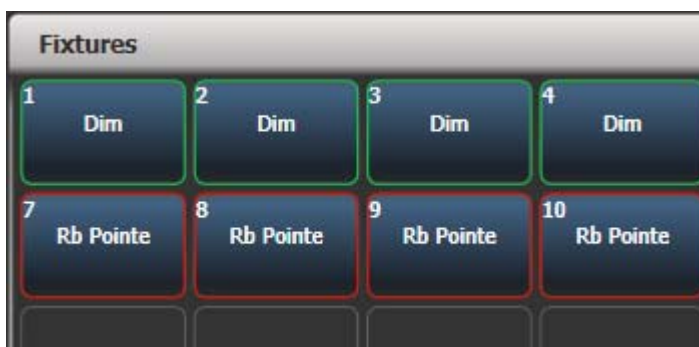 Fixtures
1 2 3 4
Dim Dim Dim Dim
7 8 9 10
Rb Pointe Rb Pointe Rb Pointe Rb Pointe